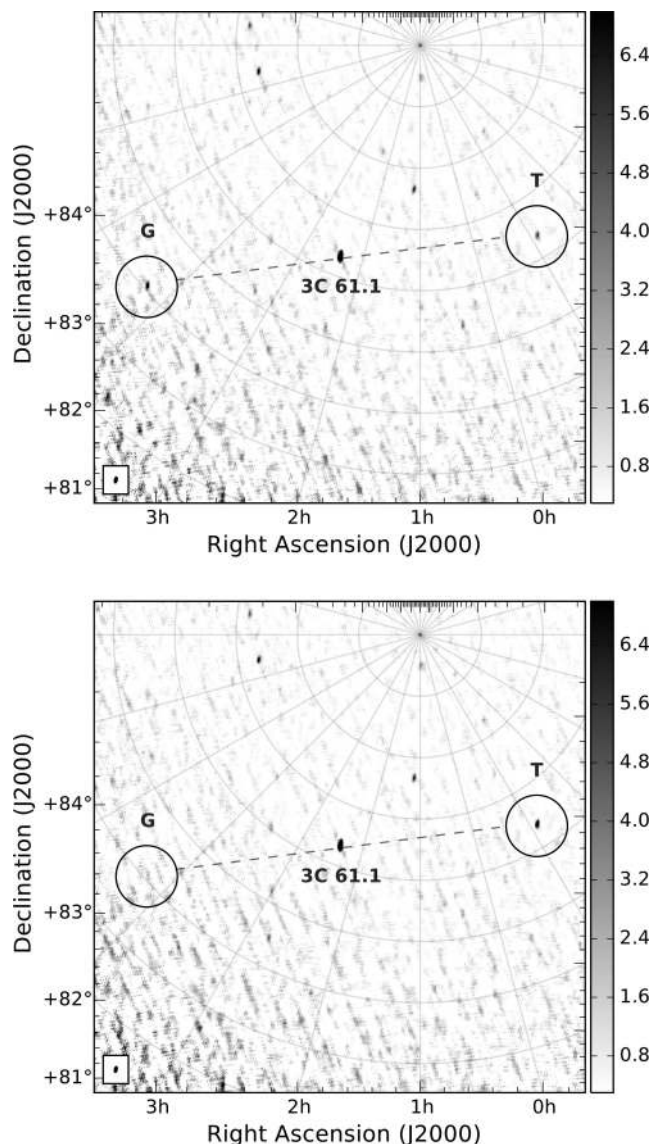 6.4
5.6
T
+84°
G
4.8
4.0
3C 61.1
Declination (J2000)
+83°
3.2
2.4
+82°
1.6
+81°
0.8
3h 2h 1h 0h
Right Ascension (J2000)
6.4
5.6
T
+84°
G
4.8
4.0
3C 61.1
Declination (J2000)
+83°
3.2
2.4
+82°
1.6
+81°
0.8
3h 2h 1h 0h
Right Ascension (J2000)